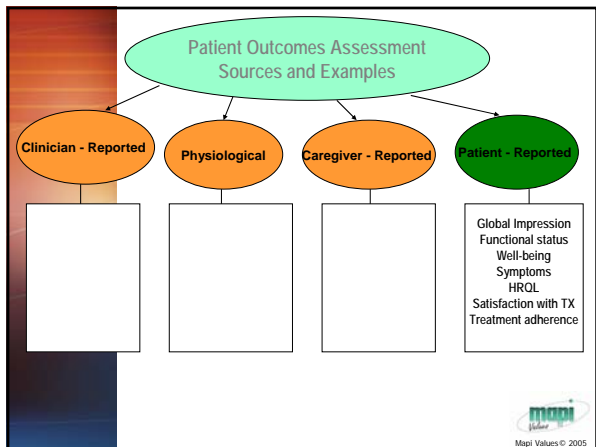 Patient Outcomes Assessment
Sources and Examples
Clinician - Reported
Physiological
Caregiver - Reported
Patient - Reported
Global Impression
Functional status
Well-being
Symptoms
HRQL
Satisfaction with TX
Treatment adherence
mapi
Values
Mapi Values© 2005